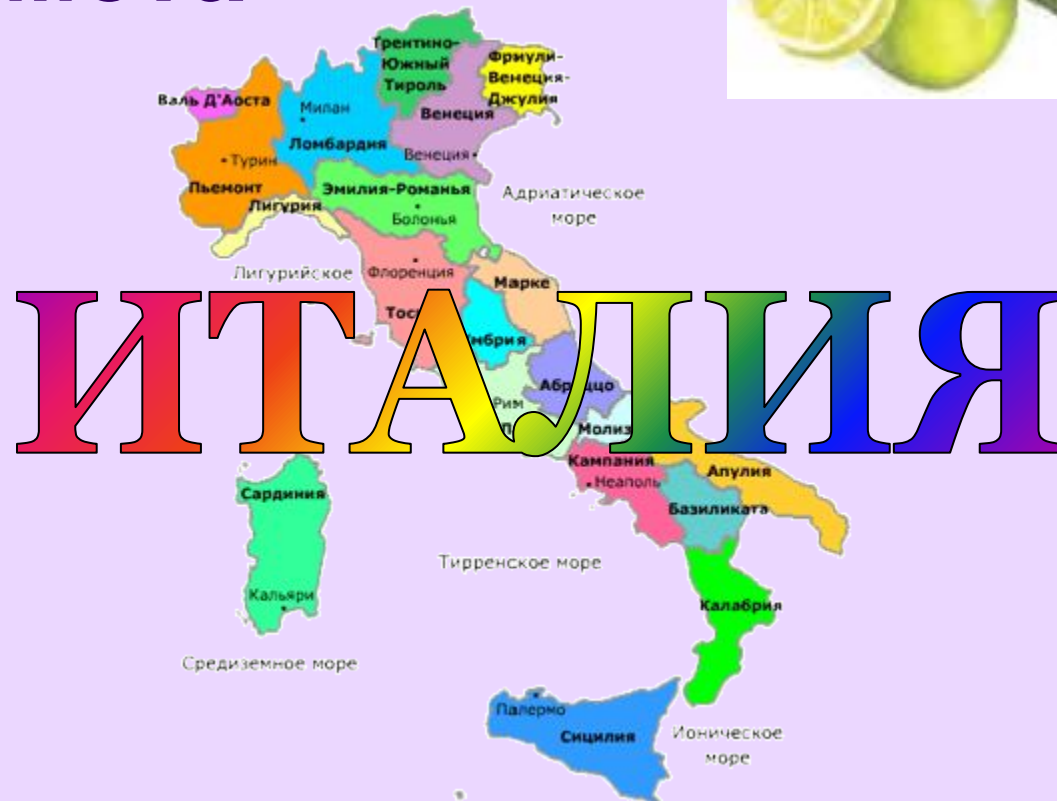 Трентино-
Южный
Тироль
Фриули-
Венеция-
Джулия
Валь Д'Аоста
Милан
Венеция
Ломбардия
Венеция
Турин
Пьемонт
Эмилия-Романья
Лигурия
Болонья
Адриатическое
море
Лигурийское
Флоренция
Марке
ИТАЛИЯ
Рим
Кампания
Неаполь
Апулия
Базиликата
Сардиния
Тирренское море
Кальяри
Калабрия
Средиземное море
Палермо
Сицилия
Ионическое
море